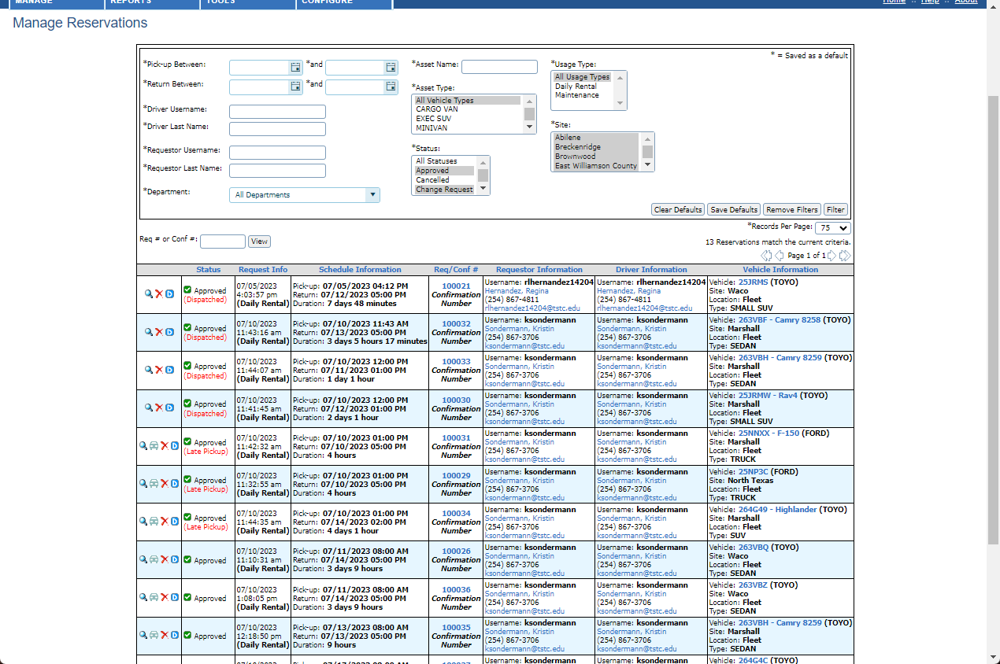 MANAGE REPORTS TOOLS CONFIGURE Home :: Help :: About
Manage Reservations
* = Saved as a default
*Pick-up Between: *and
*Return Between: *and
*Driver Username:
*Driver Last Name:
*Requestor Username:
*Requestor Last Name:
*Department: All Departments
*Asset Name:
*Asset Type:
All Vehicle Types
CARGO VAN
EXEC SUV
MINIVAN
*Status:
All Statuses
Approved
Cancelled
Change Request
*Usage Type:
All Usage Types
Daily Rental
Maintenance
*Site:
Abilene
Breckenridge
Brownwood
East Williamson County
Clear Defaults Save Defaults Remove Filters Filter
*Records Per Page: 75
Req # or Conf #: View
13 Reservations match the current criteria.
Page 1 of 1
Status Request Info Schedule Information Req/Conf # Requestor Information Driver Information Vehicle Information
Approved
(Dispatched)
07/05/2023
4:03:57 pm
(Daily Rental)
Pick-up: 07/05/2023 04:12 PM
Return: 07/12/2023 05:00 PM
Duration: 7 days 48 minutes
100021
Confirmation
Number
Username: rlhernandez14204
Hernandez, Regina
(254) 867-4811
rlhernandez14204@tstc.edu
Username: rlhernandez14204
Hernandez, Regina
(254) 867-4811
rlhernandez14204@tstc.edu
Vehicle: 25JRMS (TOYO)
Site: Waco
Location: Fleet
Type: SMALL SUV
Approved
(Dispatched)
07/10/2023
11:43:16 am
(Daily Rental)
Pick-up: 07/10/2023 11:43 AM
Return: 07/13/2023 05:00 PM
Duration: 3 days 5 hours 17 minutes
100032
Confirmation
Number
Username: ksondermann
Sondermann, Kristin
(254) 867-3706
ksondermann@tstc.edu
Username: ksondermann
Sondermann, Kristin
(254) 867-3706
ksondermann@tstc.edu
Vehicle: 263VBF - Camry 8258 (TOYO)
Site: Marshall
Location: Fleet
Type: SEDAN
Approved
(Dispatched)
07/10/2023
11:44:07 am
(Daily Rental)
Pick-up: 07/10/2023 12:00 PM
Return: 07/11/2023 01:00 PM
Duration: 1 day 1 hour
100033
Confirmation
Number
Username: ksondermann
Sondermann, Kristin
(254) 867-3706
ksondermann@tstc.edu
Username: ksondermann
Sondermann, Kristin
(254) 867-3706
ksondermann@tstc.edu
Vehicle: 263VBH - Camry 8259 (TOYO)
Site: Marshall
Location: Fleet
Type: SEDAN
Approved
(Dispatched)
07/10/2023
11:41:45 am
(Daily Rental)
Pick-up: 07/10/2023 12:00 PM
Return: 07/12/2023 01:00 PM
Duration: 2 days 1 hour
100030
Confirmation
Number
Username: ksondermann
Sondermann, Kristin
(254) 867-3706
ksondermann@tstc.edu
Username: ksondermann
Sondermann, Kristin
(254) 867-3706
ksondermann@tstc.edu
Vehicle: 25JRMW - Rav4 (TOYO)
Site: Marshall
Location: Fleet
Type: SMALL SUV
Approved
(Late Pickup)
07/10/2023
11:42:32 am
(Daily Rental)
Pick-up: 07/10/2023 01:00 PM
Return: 07/10/2023 05:00 PM
Duration: 4 hours
100031
Confirmation
Number
Username: ksondermann
Sondermann, Kristin
(254) 867-3706
ksondermann@tstc.edu
Username: ksondermann
Sondermann, Kristin
(254) 867-3706
ksondermann@tstc.edu
Vehicle: 25NNXX - F-150 (FORD)
Site: Marshall
Location: Fleet
Type: TRUCK
Approved
(Late Pickup)
07/10/2023
11:32:55 am
(Daily Rental)
Pick-up: 07/10/2023 01:00 PM
Return: 07/10/2023 05:00 PM
Duration: 4 hours
100029
Confirmation
Number
Username: ksondermann
Sondermann, Kristin
(254) 867-3706
ksondermann@tstc.edu
Username: ksondermann
Sondermann, Kristin
(254) 867-3706
ksondermann@tstc.edu
Vehicle: 25NP3C (FORD)
Site: North Texas
Location: Fleet
Type: TRUCK
Approved
(Late Pickup)
07/10/2023
11:44:35 am
(Daily Rental)
Pick-up: 07/10/2023 01:00 PM
Return: 07/14/2023 02:00 PM
Duration: 4 days 1 hour
100034
Confirmation
Number
Username: ksondermann
Sondermann, Kristin
(254) 867-3706
ksondermann@tstc.edu
Username: ksondermann
Sondermann, Kristin
(254) 867-3706
ksondermann@tstc.edu
Vehicle: 264G49 - Highlander (TOYO)
Site: Marshall
Location: Fleet
Type: SUV
Approved
07/10/2023
11:10:31 am
(Daily Rental)
Pick-up: 07/11/2023 08:00 AM
Return: 07/14/2023 05:00 PM
Duration: 3 days 9 hours
100026
Confirmation
Number
Username: ksondermann
Sondermann, Kristin
(254) 867-3706
ksondermann@tstc.edu
Username: ksondermann
Sondermann, Kristin
(254) 867-3706
ksondermann@tstc.edu
Vehicle: 263VBQ (TOYO)
Site: Waco
Location: Fleet
Type: SEDAN
Approved
07/10/2023
1:08:05 pm
(Daily Rental)
Pick-up: 07/11/2023 08:00 AM
Return: 07/14/2023 05:00 PM
Duration: 3 days 9 hours
100036
Confirmation
Number
Username: ksondermann
Sondermann, Kristin
(254) 867-3706
ksondermann@tstc.edu
Username: ksondermann
Sondermann, Kristin
(254) 867-3706
ksondermann@tstc.edu
Vehicle: 263VBZ (TOYO)
Site: Waco
Location: Fleet
Type: SEDAN
Approved
07/10/2023
12:18:50 pm
(Daily Rental)
Pick-up: 07/13/2023 08:00 AM
Return: 07/13/2023 05:00 PM
Duration: 9 hours
100035
Confirmation
Number
Username: ksondermann
Sondermann, Kristin
(254) 867-3706
ksondermann@tstc.edu
Username: ksondermann
Sondermann, Kristin
(254) 867-3706
ksondermann@tstc.edu
Vehicle: 263VBH - Camry 8259 (TOYO)
Site: Marshall
Location: Fleet
Type: SEDAN
Username: ksondermann
Username: ksondermann
Vehicle: 264G4C (TOYO)